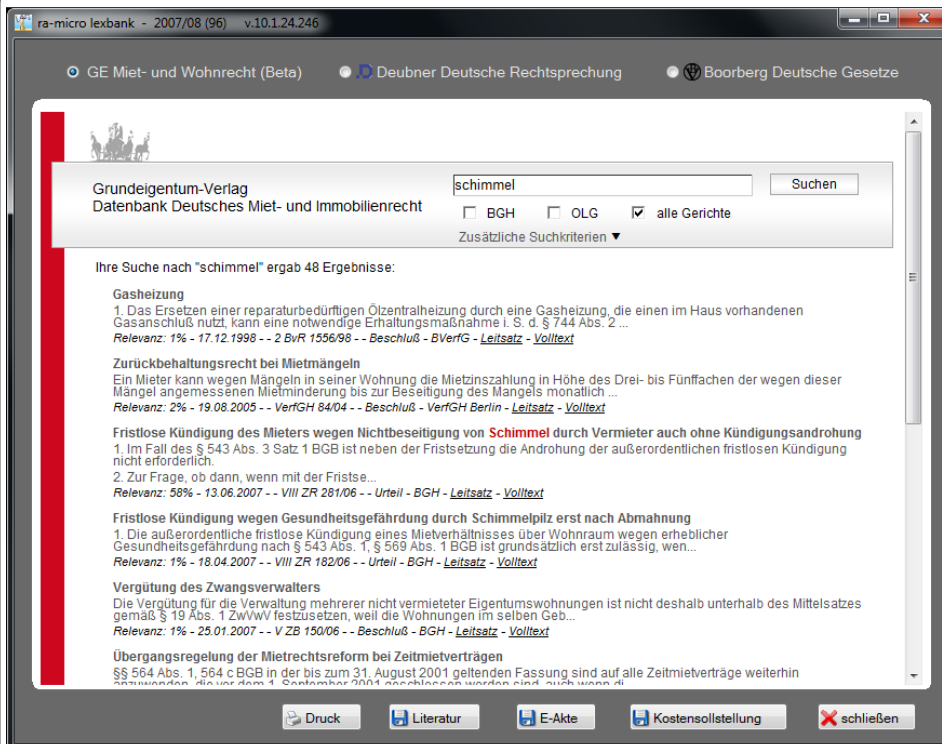 ra-micro lexbank - 2007/08 (96) v.10.1.24.246
GE Miet- und Wohnrecht (Beta) Deubner Deutsche Rechtsprechung Boorberg Deutsche Gesetze
Grundeigentum-Verlag
Datenbank Deutsches Miet- und Immobilienrecht
schimmel Suchen
BGH OLG alle Gerichte
Zusätzliche Suchkriterien ▼
Ihre Suche nach "schimmel" ergab 48 Ergebnisse:
Gasheizung
1. Das Ersetzen einer reparaturbedürftigen Ölzentralheizung durch eine Gasheizung, die einen im Haus vorhandenen
Gasanschluß nutzt, kann eine notwendige Erhaltungsmaßnahme i. S. d. § 744 Abs. 2 ...
Relevanz: 1% - 17.12.1998 - - 2 BvR 1556/98 - - Beschluß - BVerfG - Leitsatz - Volltext
Zurückbehaltungsrecht bei Mietmängeln
Ein Mieter kann wegen Mängeln in seiner Wohnung die Mietzinszahlung in Höhe des Drei- bis Fünffachen der wegen dieser
Mängel angemessenen Mietminderung bis zur Beseitigung des Mangels monatlich ...
Relevanz: 2% - 19.08.2005 - - VerfGH 84/04 - - Beschluß - VerfGH Berlin - Leitsatz - Volltext
Fristlose Kündigung des Mieters wegen Nichtbeseitigung von Schimmel durch Vermieter auch ohne Kündigungsandrohung
1. Im Fall des § 543 Abs. 3 Satz 1 BGB ist neben der Fristsetzung die Androhung der außerordentlichen fristlosen Kündigung
nicht erforderlich.
2. Zur Frage, ob dann, wenn mit der Fristse...
Relevanz: 58% - 13.06.2007 - - VIII ZR 281/06 - - Urteil - BGH - Leitsatz - Volltext
Fristlose Kündigung wegen Gesundheitsgefährdung durch Schimmelpilz erst nach Abmahnung
1. Die außerordentliche fristlose Kündigung eines Mietverhältnisses über Wohnraum wegen erheblicher
Gesundheitsgefährdung nach § 543 Abs. 1, § 569 Abs. 1 BGB ist grundsätzlich erst zulässig, wen...
Relevanz: 1% - 18.04.2007 - - VIII ZR 182/06 - - Urteil - BGH - Leitsatz - Volltext
Vergütung des Zwangsverwalters
Die Vergütung für die Verwaltung mehrerer nicht vermieteter Eigentumswohnungen ist nicht deshalb unterhalb des Mittelsatzes
gemäß § 19 Abs. 1 ZwVwV festzusetzen, weil die Wohnungen im selben Geb...
Relevanz: 1% - 25.01.2007 - - V ZB 150/06 - - Beschluß - BGH - Leitsatz - Volltext
Übergangsregelung der Mietrechtsreform bei Zeitmietverträgen
§§ 564 Abs. 1, 564 c BGB in der bis zum 31. August 2001 geltenden Fassung sind auf alle Zeitmietverträge weiterhin
anzuwenden, die vor dem 1. September 2001 geschlossen worden sind, auch wenn di...
Druck Literatur E-Akte Kostensollstellung schließen